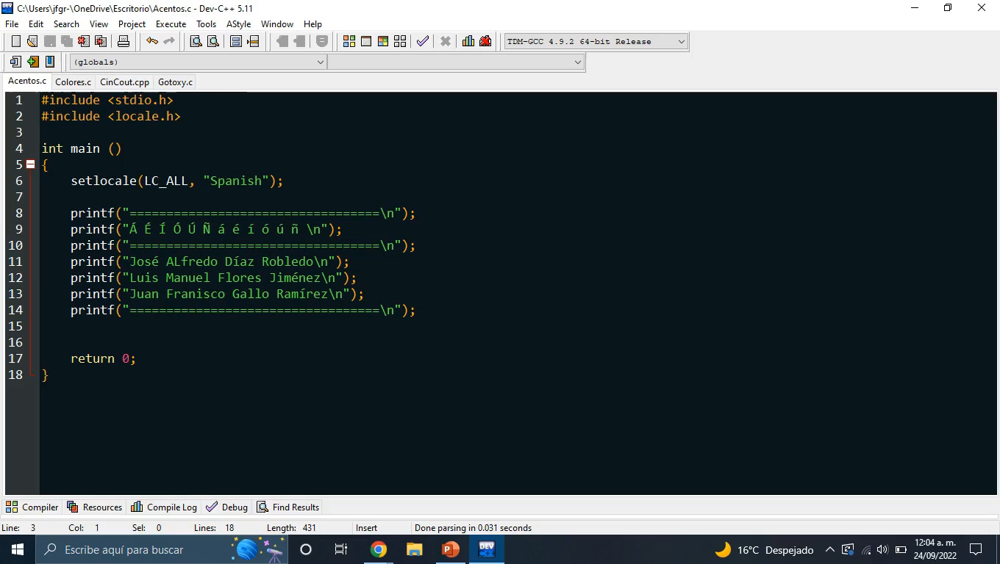 C:\Users\jfgr-\OneDrive\Escritorio\Acentos.c - Dev-C++ 5.11
File Edit Search View Project Execute Tools AStyle Window Help
TDM-GCC 4.9.2 64-bit Release
(globals)
Acentos.c Colores.c CinCout.cpp Gotoxy.c
1 #include <stdio.h>
2 #include <locale.h>
3
4 int main ()
5 {
6 setlocale(LC_ALL, "Spanish");
7
8 printf("==================================\n");
9 printf("Á É Í Ó Ú Ñ á é í ó ú ñ \n");
10 printf("==================================\n");
11 printf("José ALfredo Díaz Robledo\n");
12 printf("Luis Manuel Flores Jiménez\n");
13 printf("Juan Franisco Gallo Ramírez\n");
14 printf("==================================\n");
15
16
17 return 0;
18 }
Compiler Resources Compile Log Debug Find Results
Line: 3 Col: 1 Sel: 0 Lines: 18 Length: 431 Insert Done parsing in 0.031 seconds
Escribe aquí para buscar
16°C Despejado
12:04 a. m.
24/09/2022